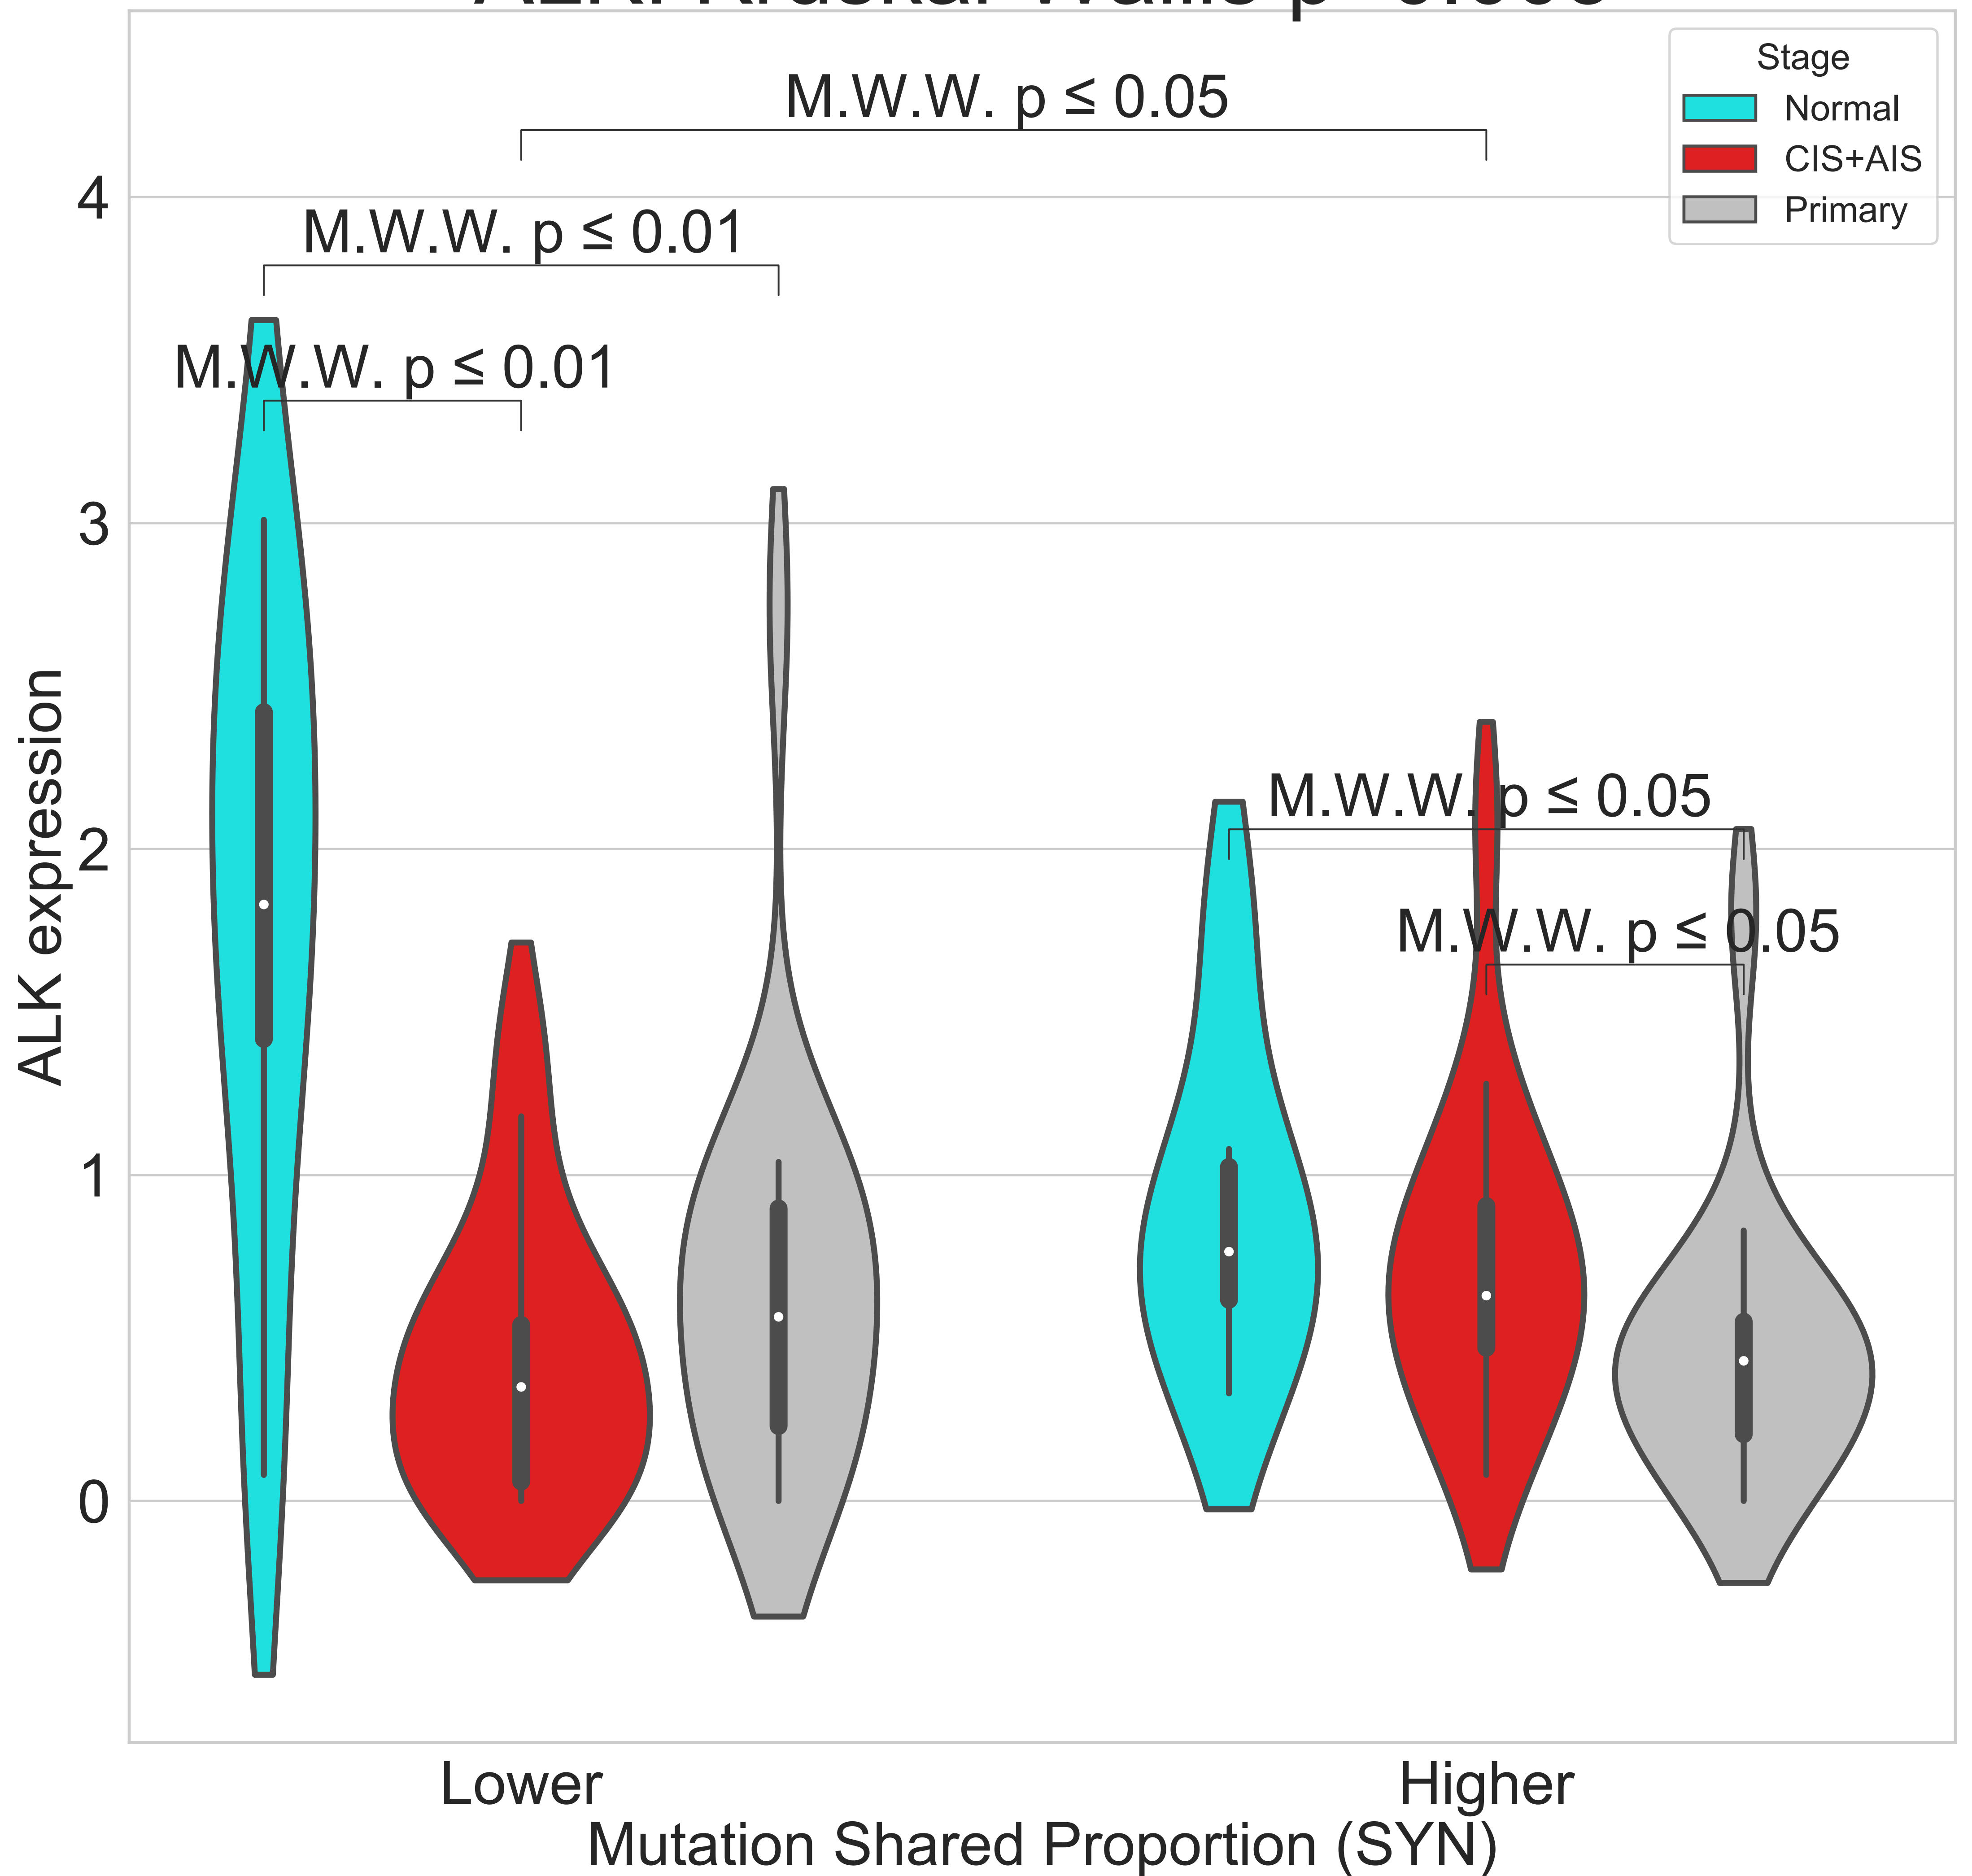 Stage
Normal
CIS+AIS
Primary
M.W.W. p ≤ 0.05
M.W.W. p ≤ 0.01
M.W.W. p ≤ 0.01
M.W.W. p ≤ 0.05
M.W.W. p ≤ 0.05
4
3
2
1
0
ALK expression
Lower
Higher
Mutation Shared Proportion (SYN)